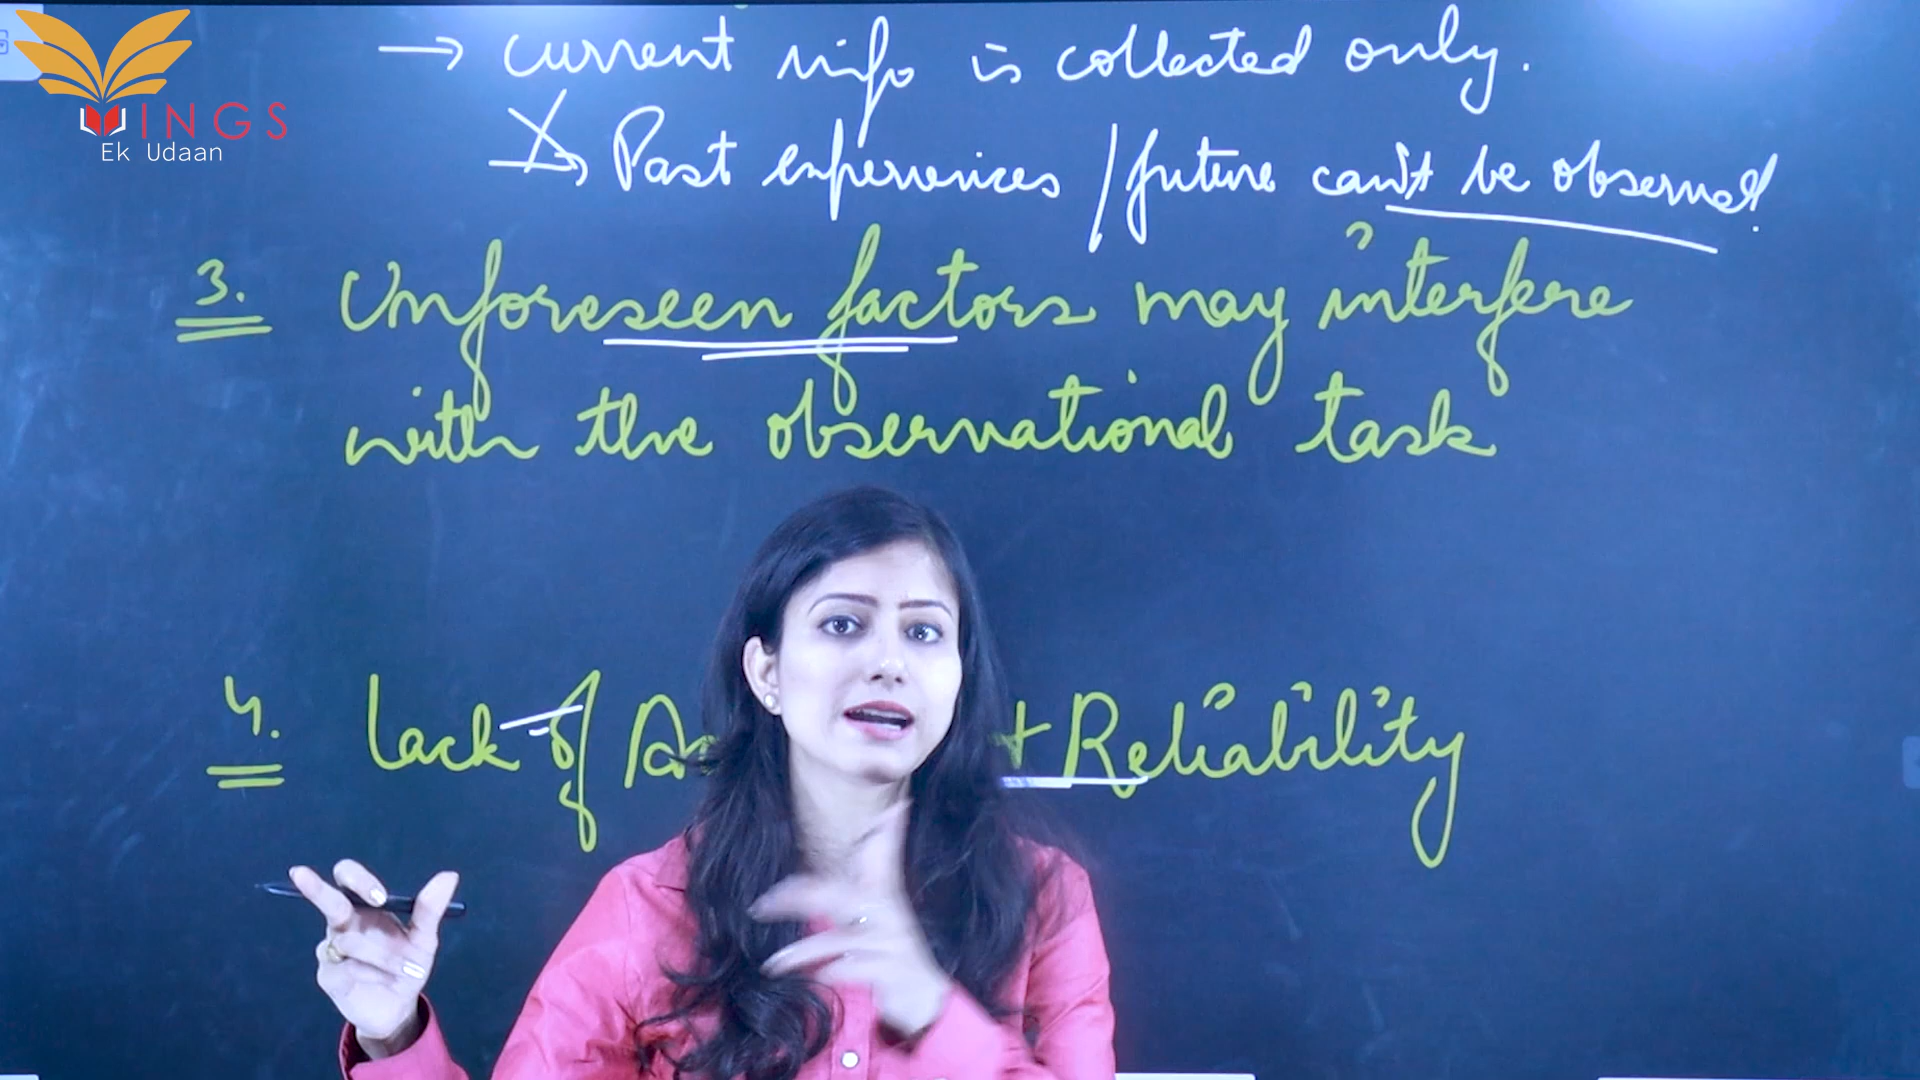 WINGS
Ek Udaan
→ current info is collected only.
Past experiences / future can't be observed.
3. Unforeseen factors may interfere
with the observational task
4. Lack of + Reliability